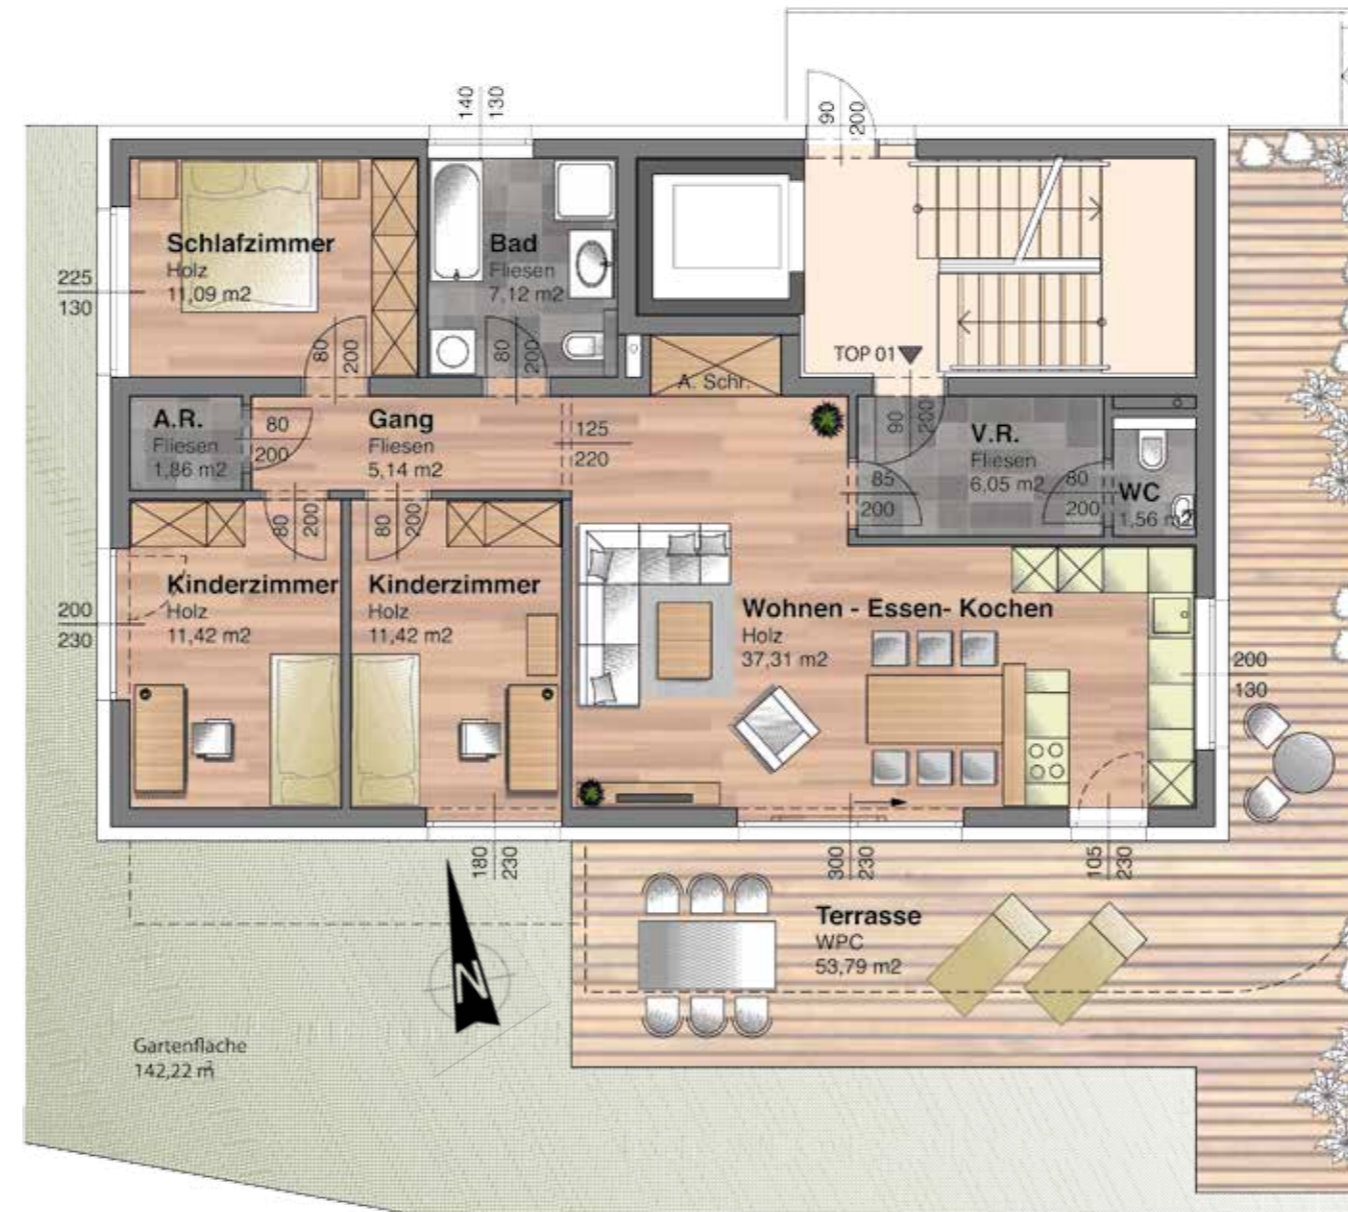 140
130
90
200
Schlafzimmer
Holz
11,09 m2
Bad
Fliesen
7,12 m2
225
130
80
200
80
200
TOP 01
A. Schr.
A.R.
Fliesen
1,86 m2
80
200
Gang
Fliesen
5,14 m2
125
220
90
200
V.R.
Fliesen
6,05 m2
85
200
80
200
WC
1,56 m2
80
200
80
200
Kinderzimmer
Holz
11,42 m2
Kinderzimmer
Holz
11,42 m2
200
230
Wohnen - Essen- Kochen
Holz
37,31 m2
200
130
180
230
300
230
105
230
Terrasse
WPC
53,79 m2
N
Gartenfläche
142,22 m²